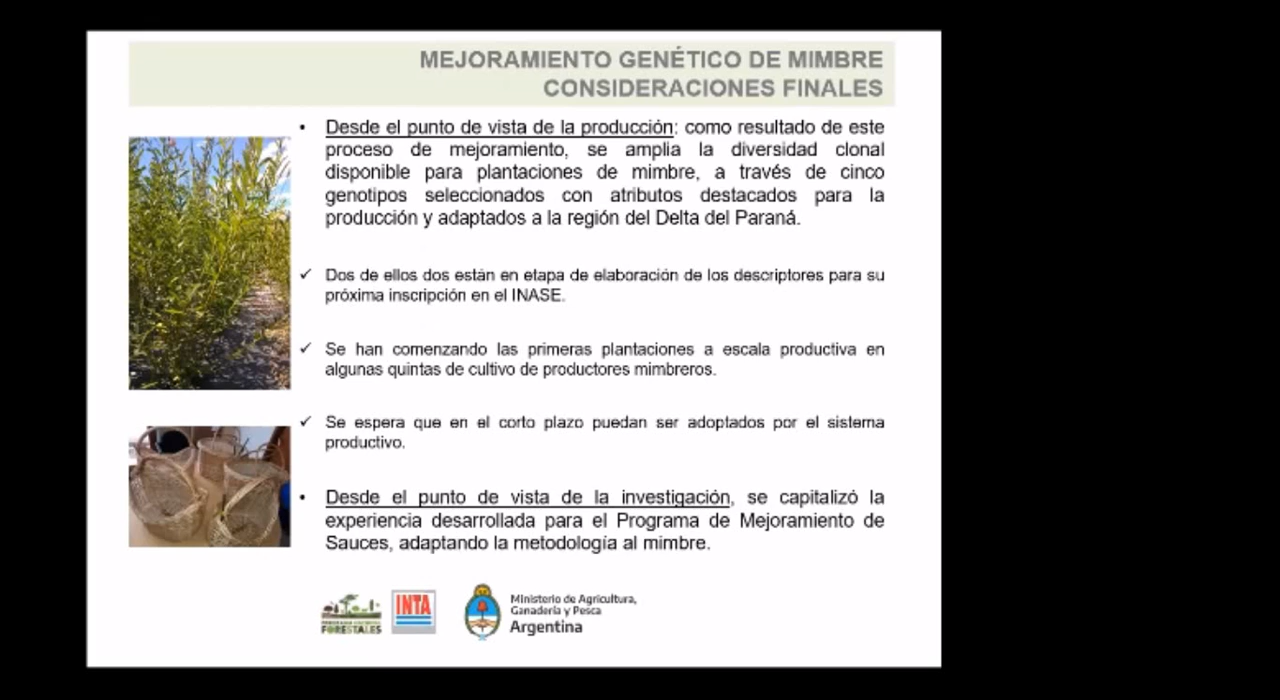 MEJORAMIENTO GENÉTICO DE MIMBRE
CONSIDERACIONES FINALES
• Desde el punto de vista de la producción: como resultado de este
proceso de mejoramiento, se amplia la diversidad clonal
disponible para plantaciones de mimbre, a través de cinco
genotipos seleccionados con atributos destacados para la
producción y adaptados a la región del Delta del Paraná.
✓ Dos de ellos dos están en etapa de elaboración de los descriptores para su
próxima inscripción en el INASE.
✓ Se han comenzando las primeras plantaciones a escala productiva en
algunas quintas de cultivo de productores mimbreros.
✓ Se espera que en el corto plazo puedan ser adoptados por el sistema
productivo.
• Desde el punto de vista de la investigación, se capitalizó la
experiencia desarrollada para el Programa de Mejoramiento de
Sauces, adaptando la metodología al mimbre.
FORESTALES
INTA
Ministerio de Agricultura,
Ganadería y Pesca
Argentina